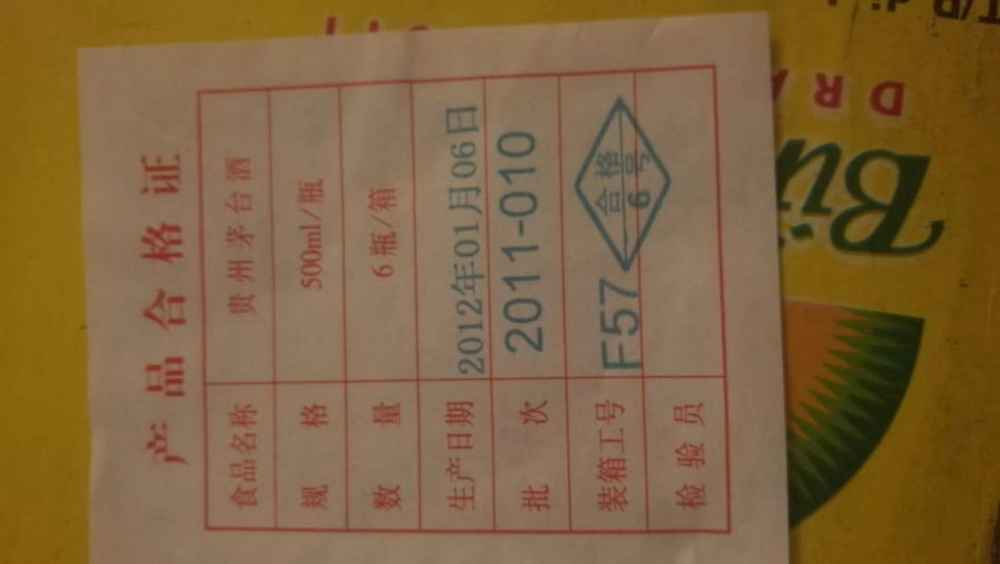 产品合格证
食品名称 贵州茅台酒
规格 500ml/瓶
数量 6瓶/箱
生产日期 2012年01月06日
批次 2011-010
装箱工号 F57
检验员 合格
6号
DRA
Bü